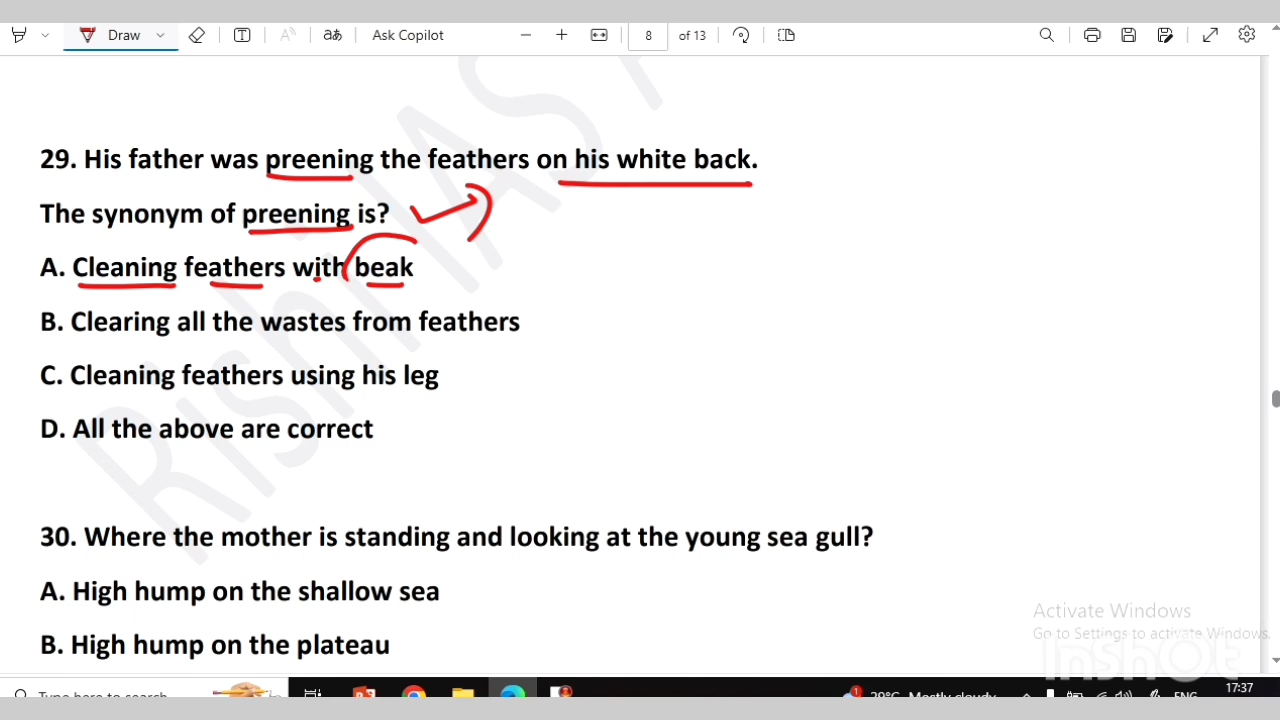 Draw
Ask Copilot
8 of 13
29. His father was preening the feathers on his white back.
The synonym of preening is?
A. Cleaning feathers with beak
B. Clearing all the wastes from feathers
C. Cleaning feathers using his leg
D. All the above are correct
30. Where the mother is standing and looking at the young sea gull?
A. High hump on the shallow sea
B. High hump on the plateau
Activate Windows
Go to Settings to activate Windows.
InshOt
Type here to search
1
29°C Mostly cloudy
ENG
17:37